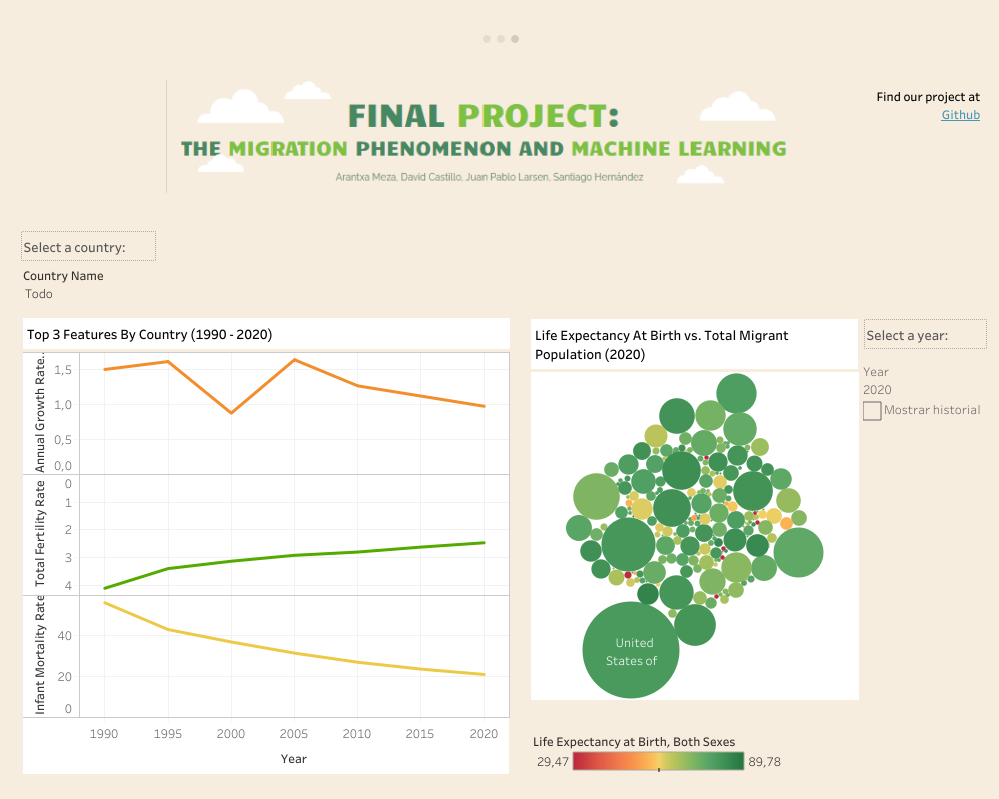 FINAL PROJECT:
THE MIGRATION PHENOMENON AND MACHINE LEARNING
Arantxa Meza, David Castillo, Juan Pablo Larsen, Santiago Hernández
Find our project at
Github
Select a country:
Country Name
Todo
Top 3 Features By Country (1990 - 2020)
Annual Growth Rate..
1,5
1,0
0,5
0,0
Total Fertility Rate
0
1
2
3
4
Infant Mortality Rate
40
20
0
1990 1995 2000 2005 2010 2015 2020
Year
Life Expectancy At Birth vs. Total Migrant
Population (2020)
United
States of
Select a year:
Year
2020
Mostrar historial
Life Expectancy at Birth, Both Sexes
29,47 89,78